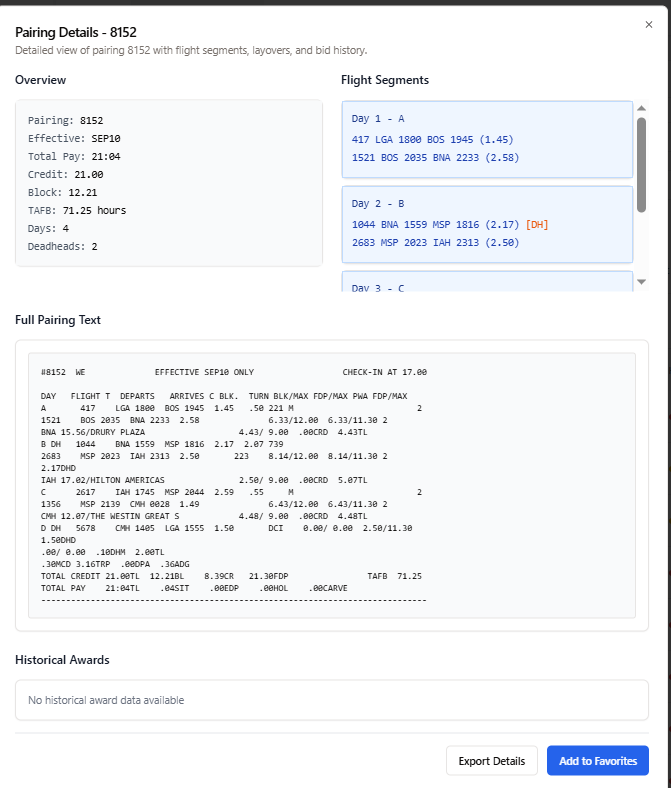 Pairing Details - 8152
Detailed view of pairing 8152 with flight segments, layovers, and bid history.
Overview
Pairing: 8152
Effective: SEP10
Total Pay: 21:04
Credit: 21.00
Block: 12.21
TAFB: 71.25 hours
Days: 4
Deadheads: 2
Flight Segments
Day 1 - A
417 LGA 1800 BOS 1945 (1.45)
1521 BOS 2035 BNA 2233 (2.58)
Day 2 - B
1044 BNA 1559 MSP 1816 (2.17) [DH]
2683 MSP 2023 IAH 2313 (2.50)
Day 3 - C
Full Pairing Text
#8152  WE              EFFECTIVE SEP10 ONLY                  CHECK-IN AT 17.00
DAY   FLIGHT T  DEPARTS   ARRIVES C BLK.  TURN BLK/MAX FDP/MAX PWA FDP/MAX
A       417    LGA 1800  BOS 1945  1.45   .50 221 M                         2
1521    BOS 2035  BNA 2233  2.58              6.33/12.00  6.33/11.30 2
BNA 15.56/DRURY PLAZA                   4.43/ 9.00  .00CRD  4.43TL
B DH   1044    BNA 1559  MSP 1816  2.17  2.07 739
2683    MSP 2023  IAH 2313  2.50       223    8.14/12.00  8.14/11.30 2
2.17DHD
IAH 17.02/HILTON AMERICAS               2.50/ 9.00  .00CRD  5.07TL
C      2617    IAH 1745  MSP 2044  2.59   .55     M                         2
1356    MSP 2139  CMH 0028  1.49              6.43/12.00  6.43/11.30 2
CMH 12.07/THE WESTIN GREAT S            4.48/ 9.00  .00CRD  4.48TL
D DH   5678    CMH 1405  LGA 1555  1.50       DCI    0.00/ 0.00  2.50/11.30
1.50DHD
.00/ 0.00  .10DHM  2.00TL
.30MCD 3.16TRP  .00DPA  .36ADG
TOTAL CREDIT 21.00TL  12.21BL    8.39CR   21.30FDP                TAFB  71.25
TOTAL PAY    21:04TL    .04SIT    .00EDP    .00HOL    .00CARVE
------------------------------------------------------------------------------
Historical Awards
No historical award data available
Export Details
Add to Favorites